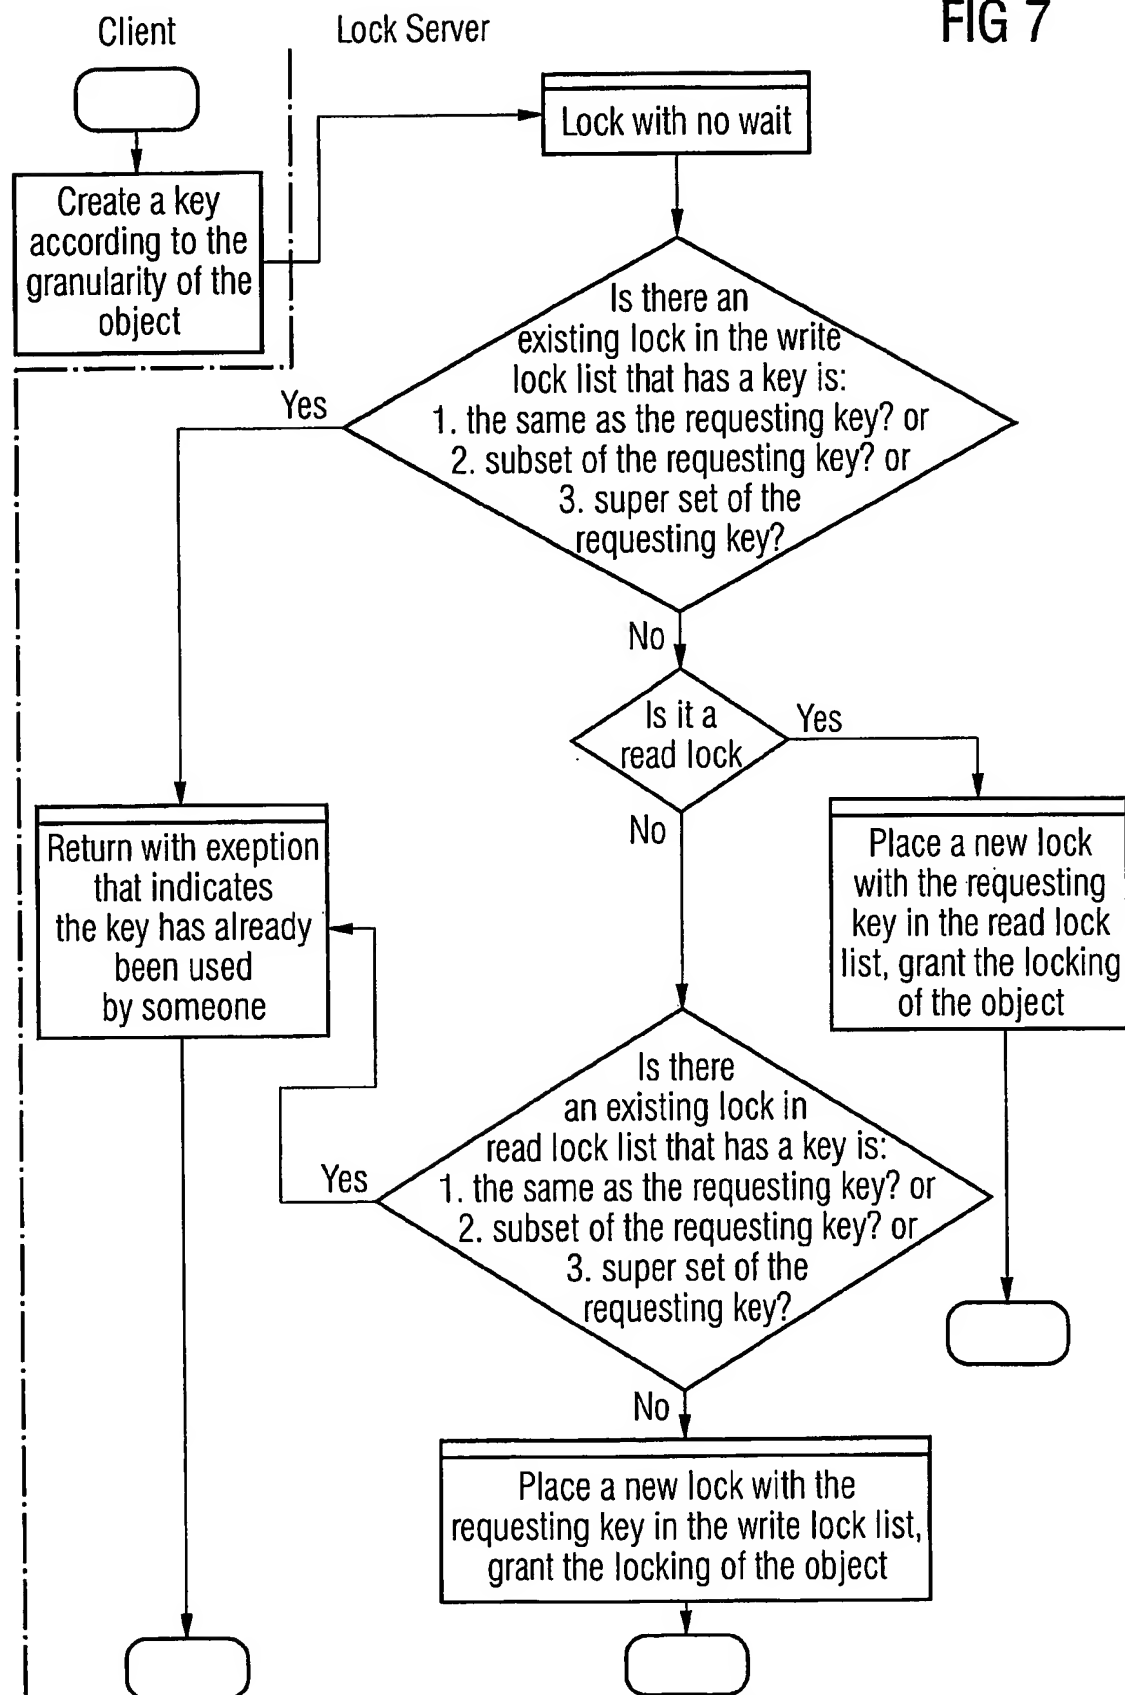 Client
Lock Server
FIG 7
Lock with no wait
Create a key
according to the
granularity of the
object
Is there an
existing lock in the write
lock list that has a key is:
1. the same as the requesting key? or
2. subset of the requesting key? or
3. super set of the
requesting key?
Yes
No
Is it a
read lock
Yes
No
Return with exeption
that indicates
the key has already
been used
by someone
Place a new lock
with the requesting
key in the read lock
list, grant the locking
of the object
Is there
an existing lock in
read lock list that has a key is:
1. the same as the requesting key? or
2. subset of the requesting key? or
3. super set of the
requesting key?
Yes
No
Place a new lock with the
requesting key in the write lock list,
grant the locking of the object